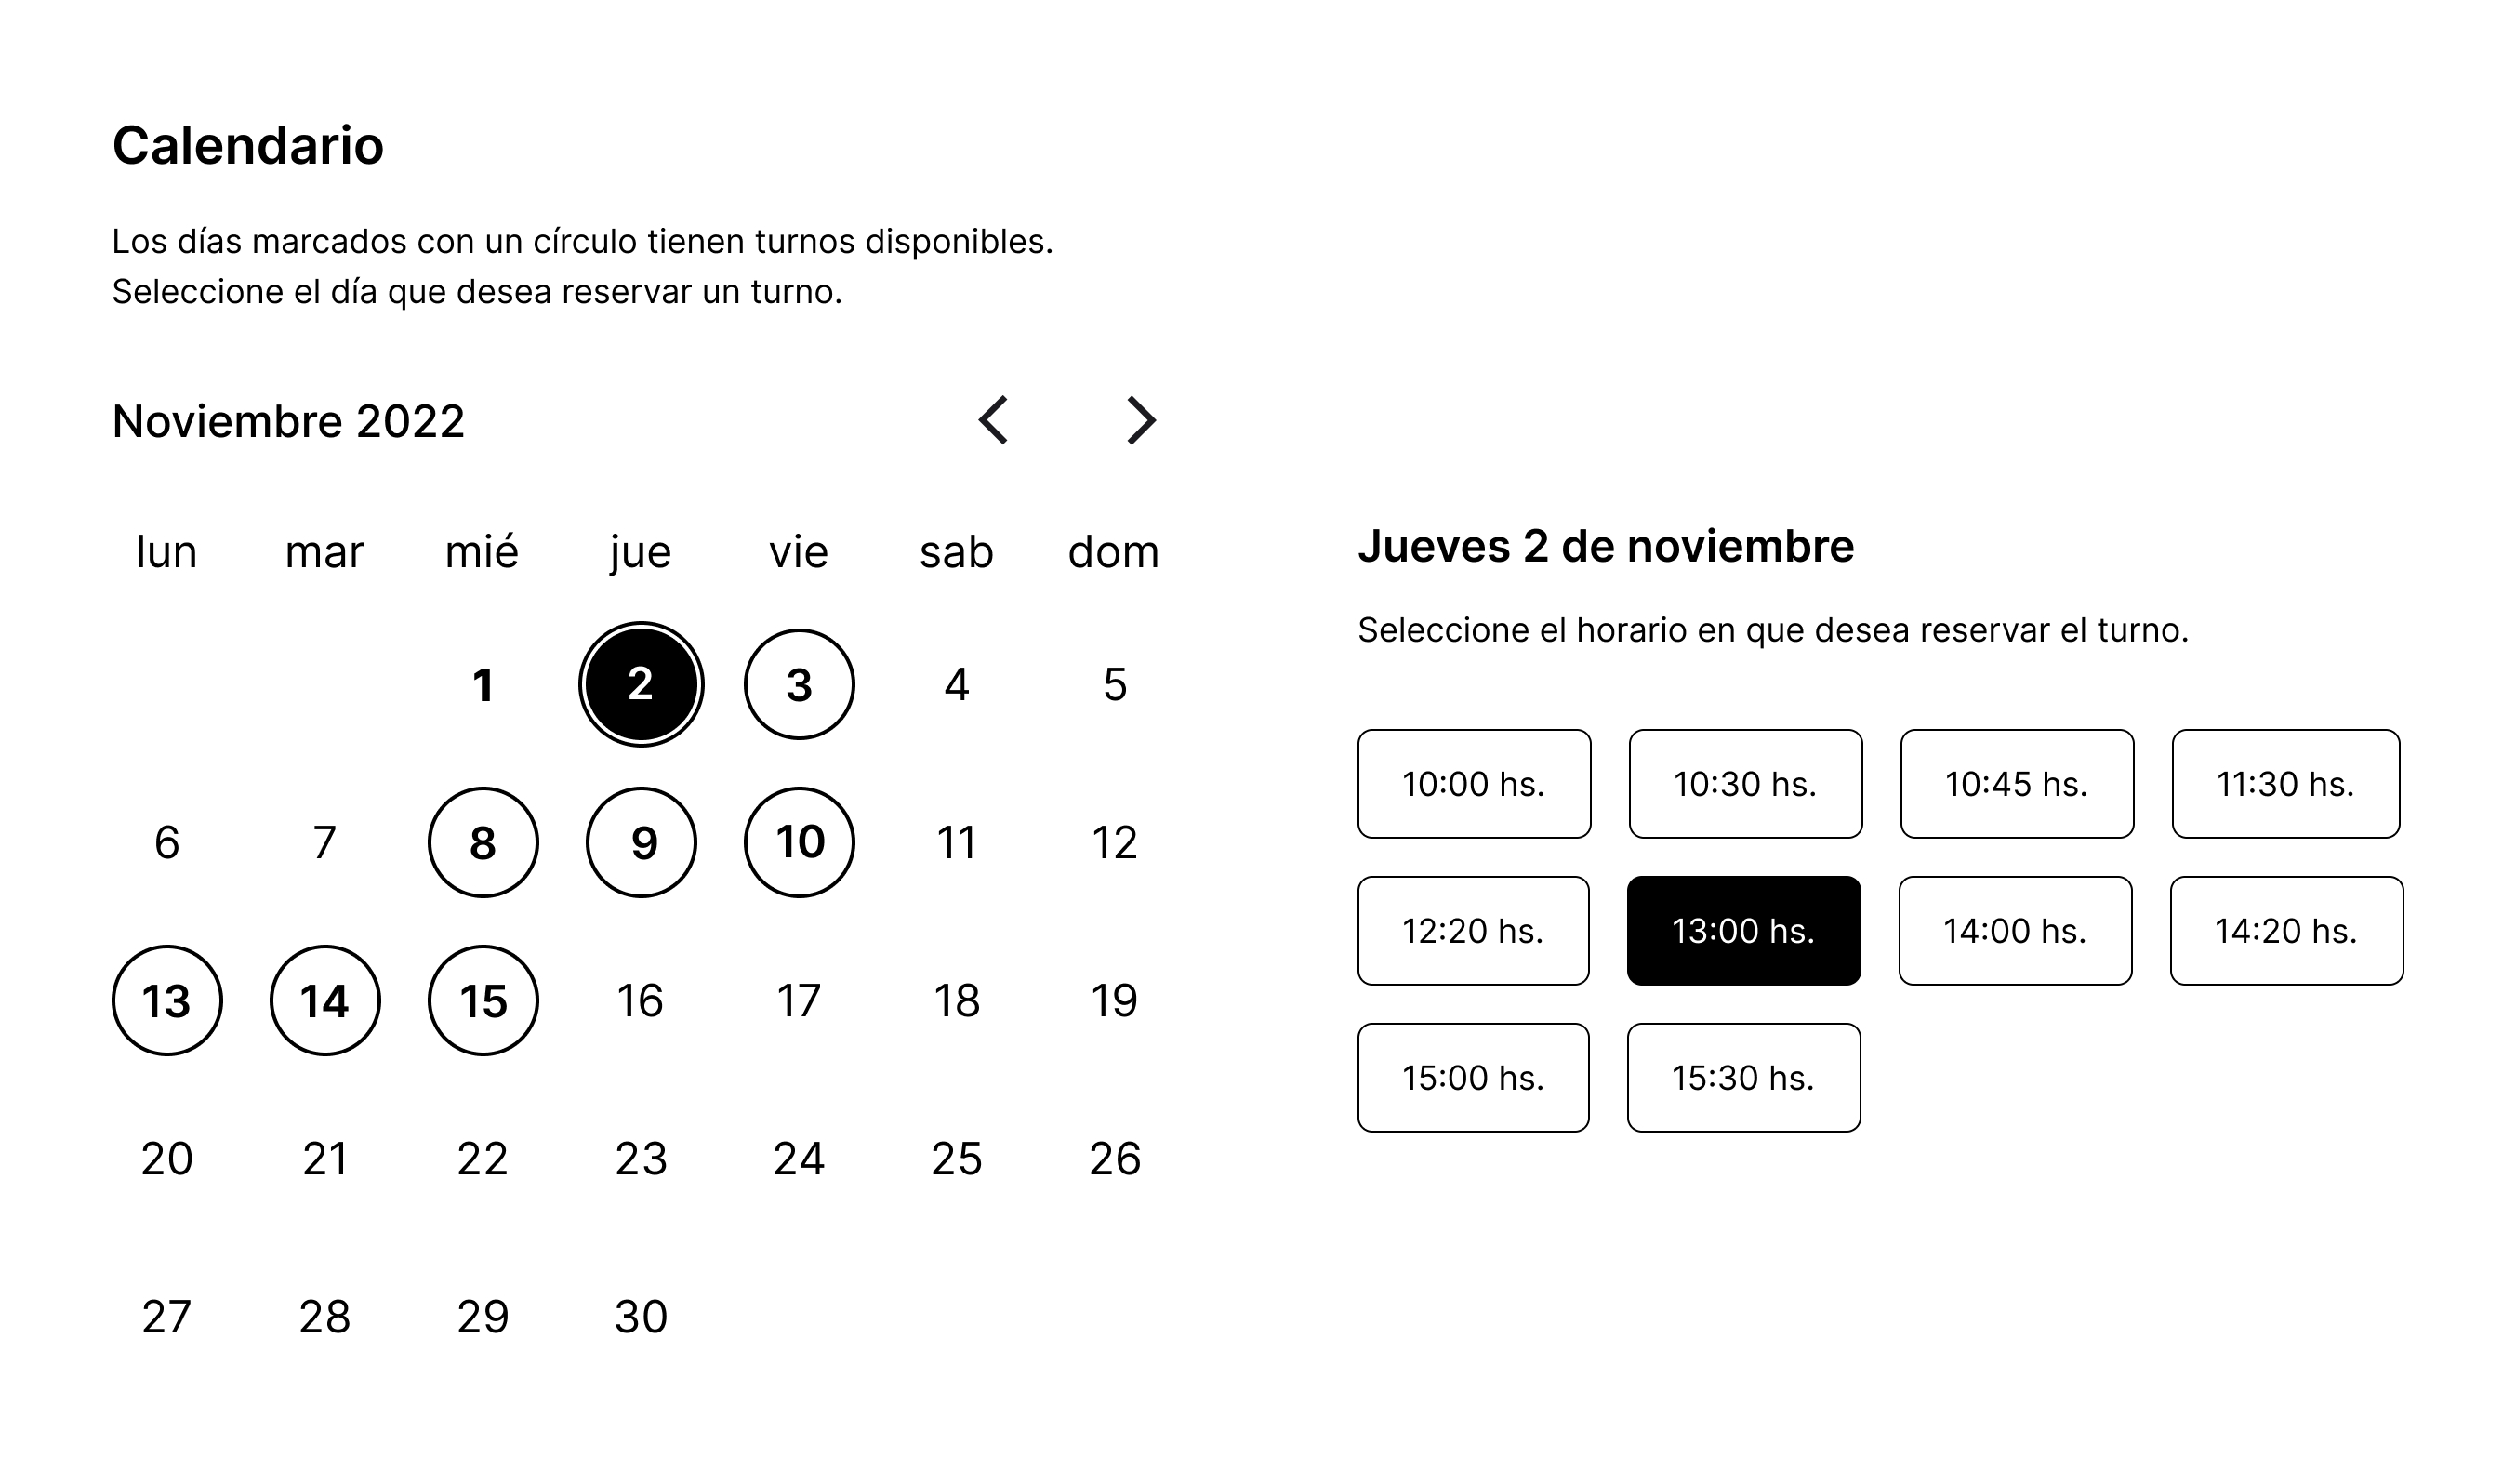 Calendario
Los días marcados con un círculo tienen turnos disponibles.
Seleccione el día que desea reservar un turno.
Noviembre 2022
lun mar mié jue vie sab dom
1 2 3 4 5
6 7 8 9 10 11 12
13 14 15 16 17 18 19
20 21 22 23 24 25 26
27 28 29 30
Jueves 2 de noviembre
Seleccione el horario en que desea reservar el turno.
10:00 hs. 10:30 hs. 10:45 hs. 11:30 hs.
12:20 hs. 13:00 hs. 14:00 hs. 14:20 hs.
15:00 hs. 15:30 hs.